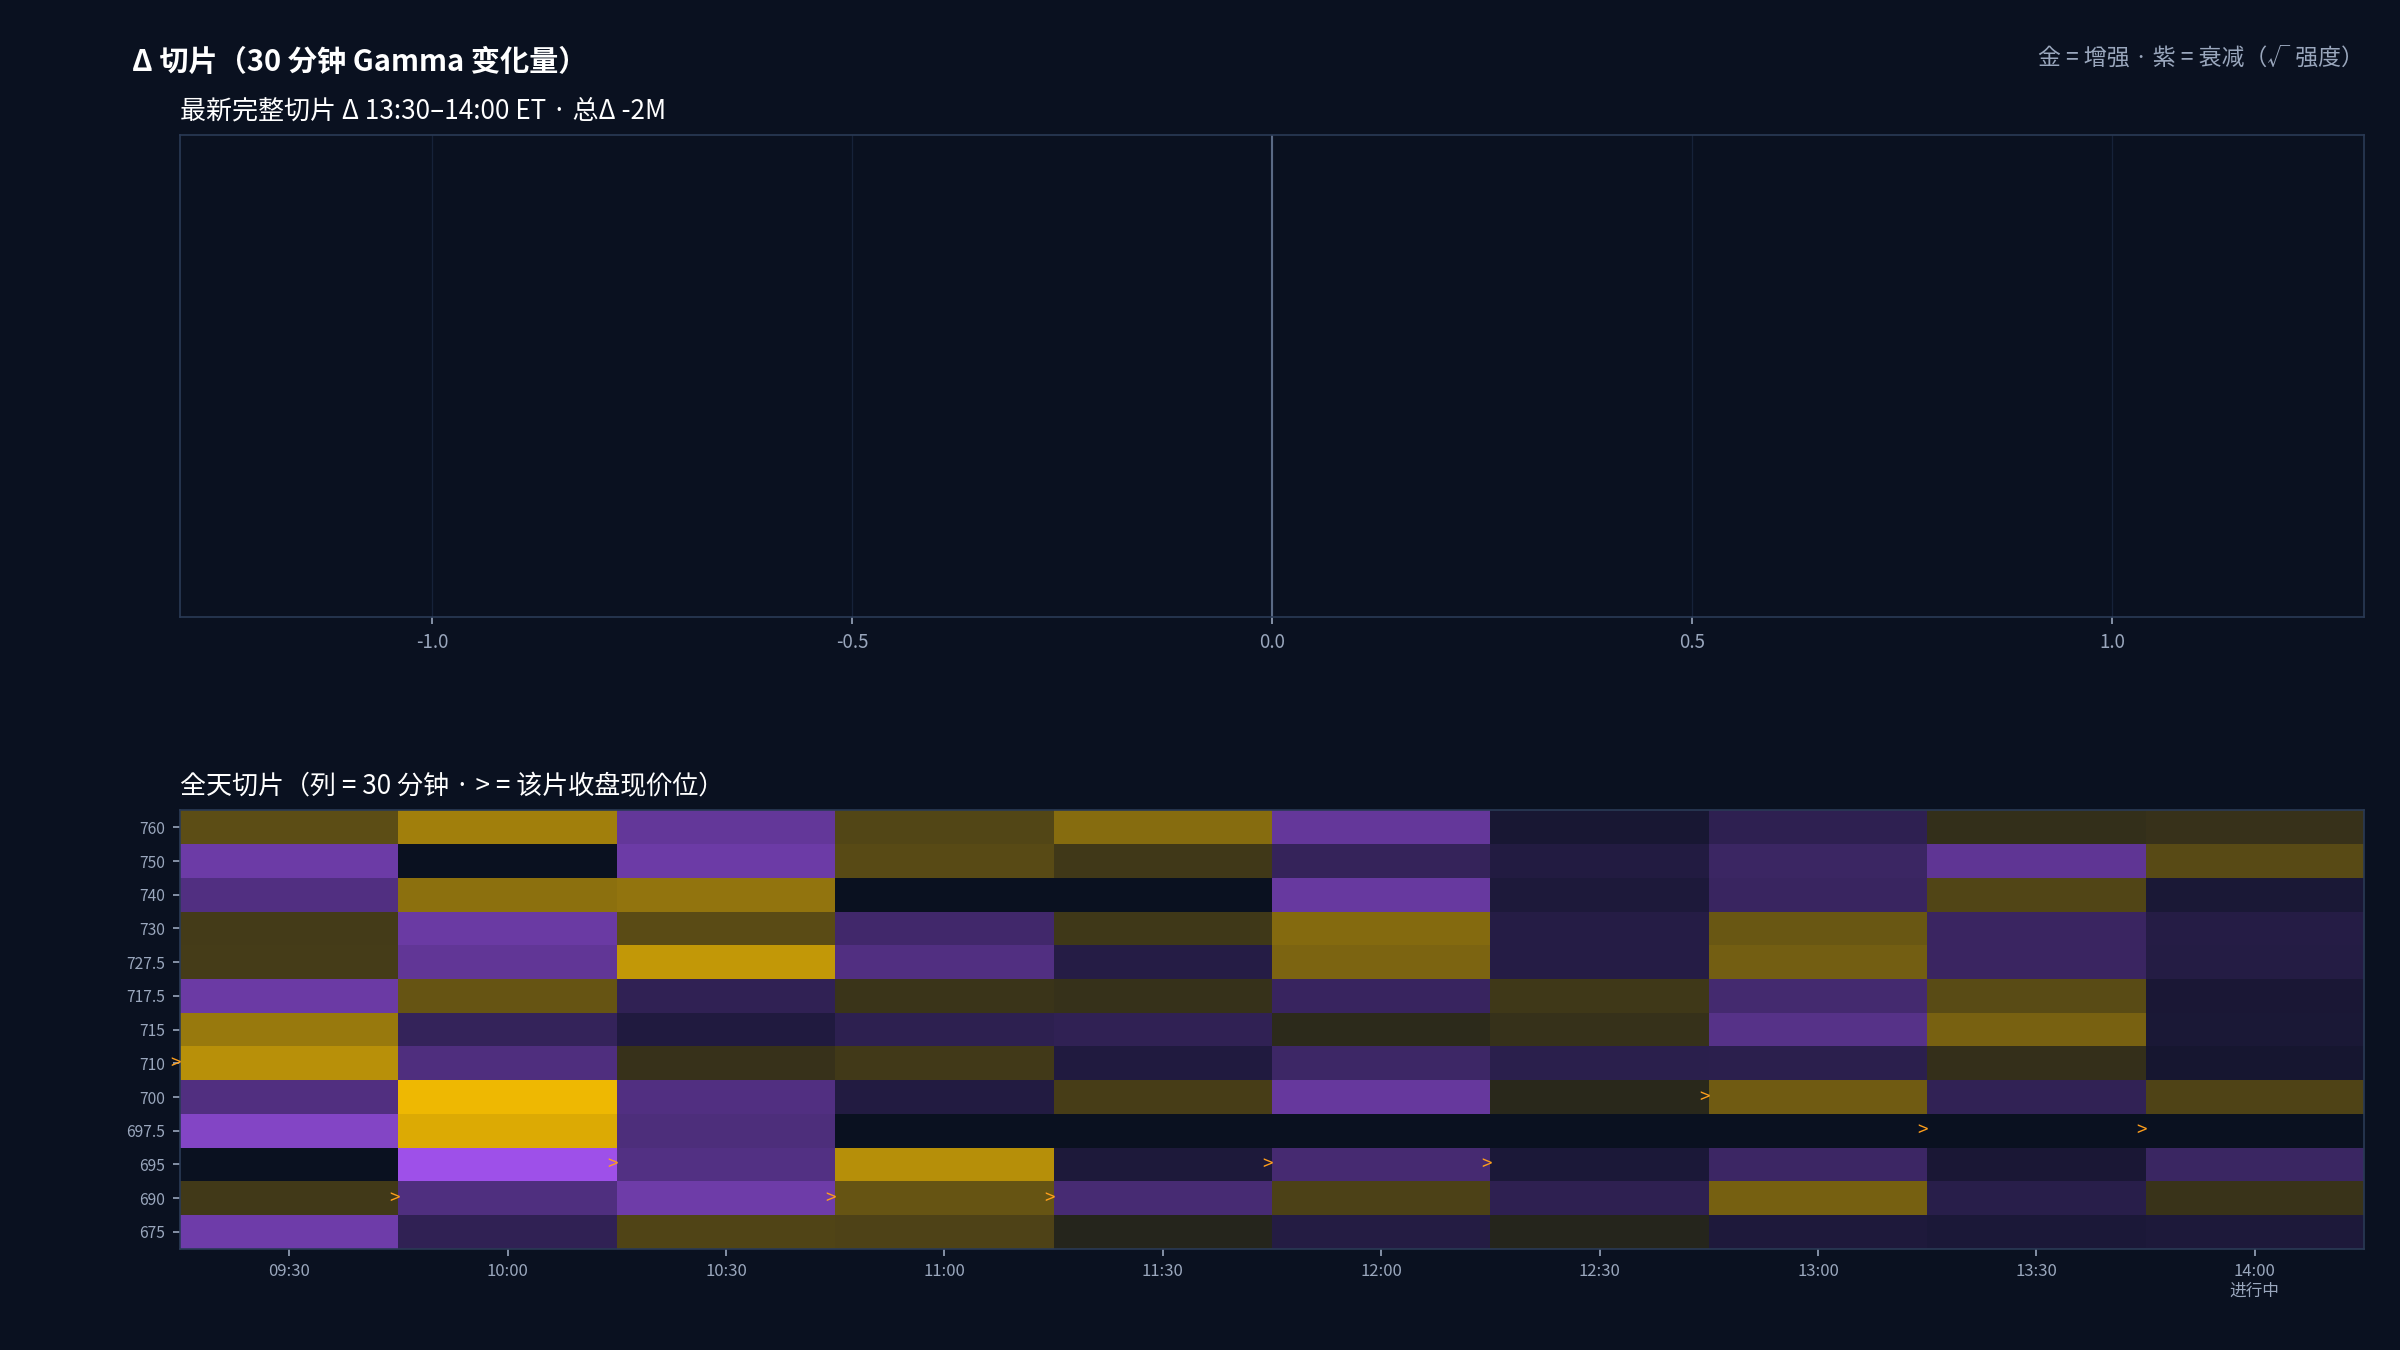 Δ 切片（30 分钟 Gamma 变化量）
金 = 增强 · 紫 = 衰减（√ 强度）
最新完整切片 Δ 13:30–14:00 ET · 总Δ -2M
-1.0 -0.5 0.0 0.5 1.0
全天切片（列 = 30 分钟 · > = 该片收盘现价位）
760
750
740
730
727.5
717.5
715
> 710
700 >
697.5 > >
695 > > >
690 > > >
675
09:30 10:00 10:30 11:00 11:30 12:00 12:30 13:00 13:30 14:00
进行中